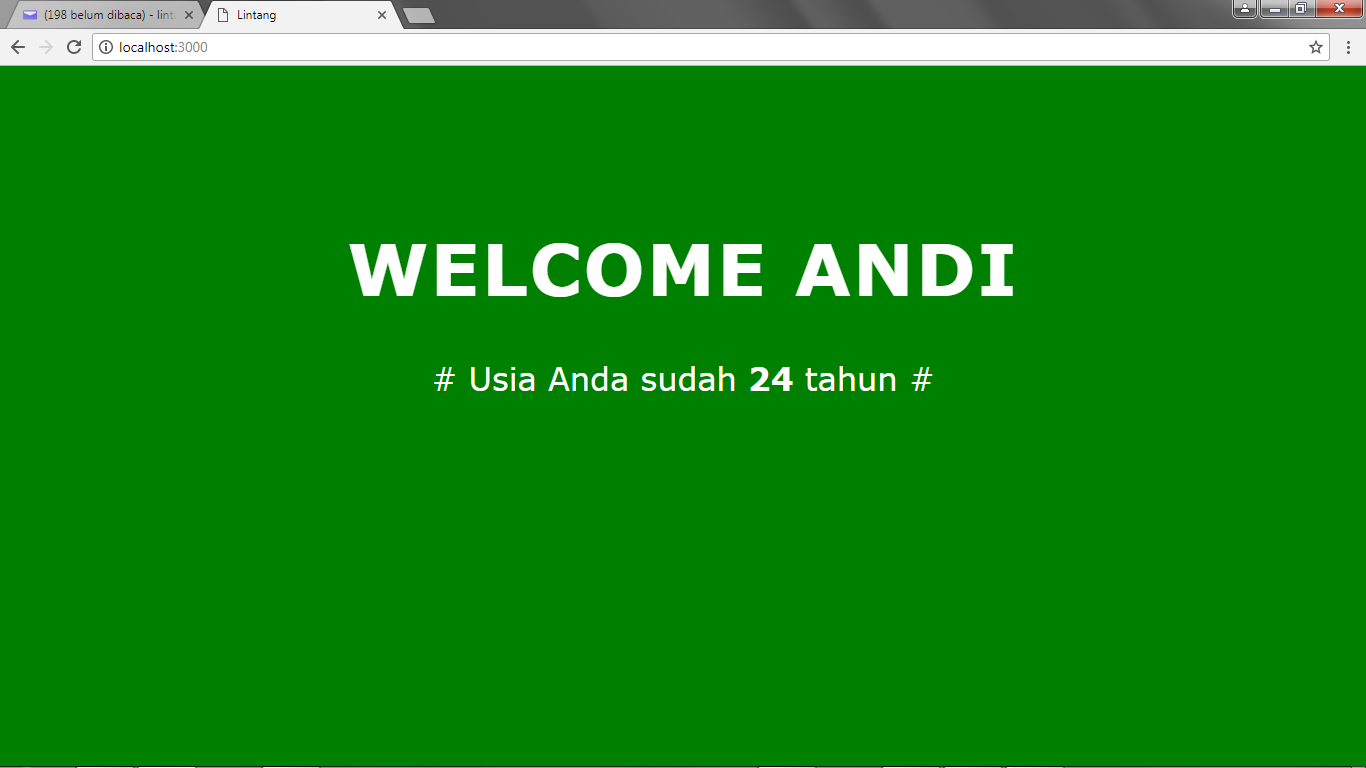 (198 belum dibaca) - lint
Lintang
localhost:3000
WELCOME ANDI
# Usia Anda sudah 24 tahun #